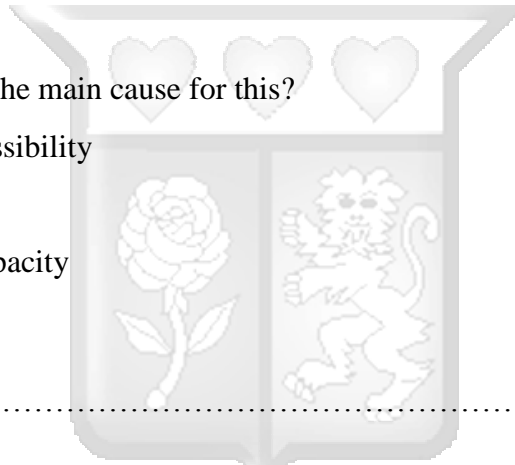 he main cause for this?
ssibility
pacity
…………………………………………………